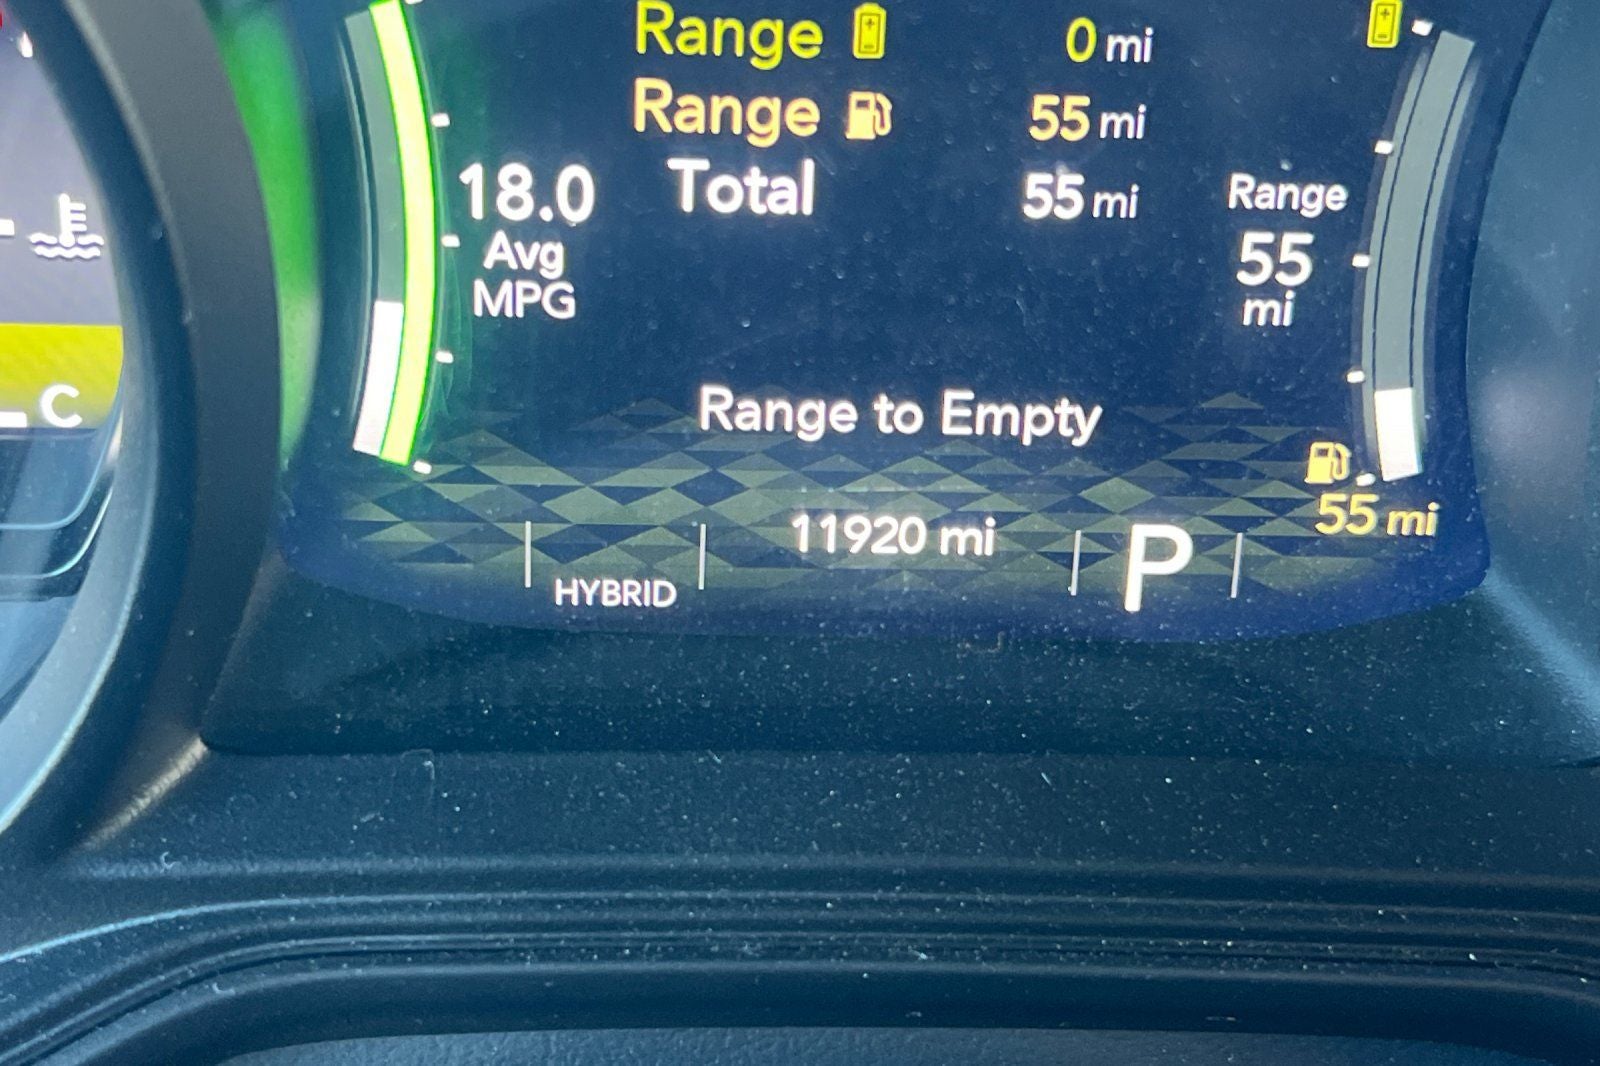 Range 0 mi
Range 55 mi
Total 55 mi
18.0
Avg
MPG
Range
55
mi
Range to Empty
C
55 mi
11920 mi
P
HYBRID